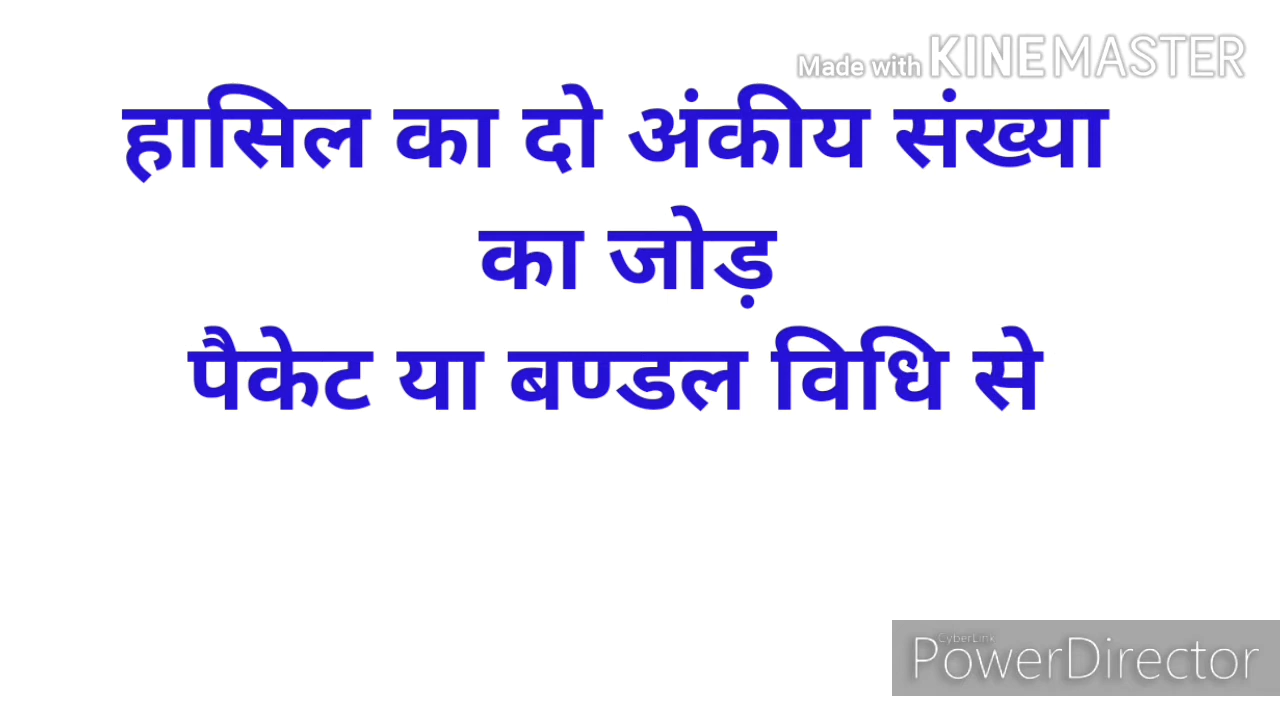 Made with KINEMASTER
हासिल का दो अंकीय संख्या
का जोड़
पैकेट या बण्डल विधि से
CyberLink
PowerDirector